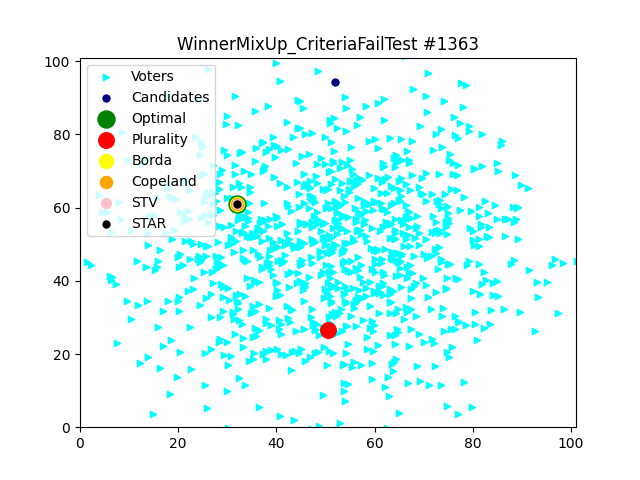 WinnerMixUp_CriteriaFailTest #1363
100
80
60
40
20
0
Voters
Candidates
Optimal
Plurality
Borda
Copeland
STV
STAR
0 20 40 60 80 100